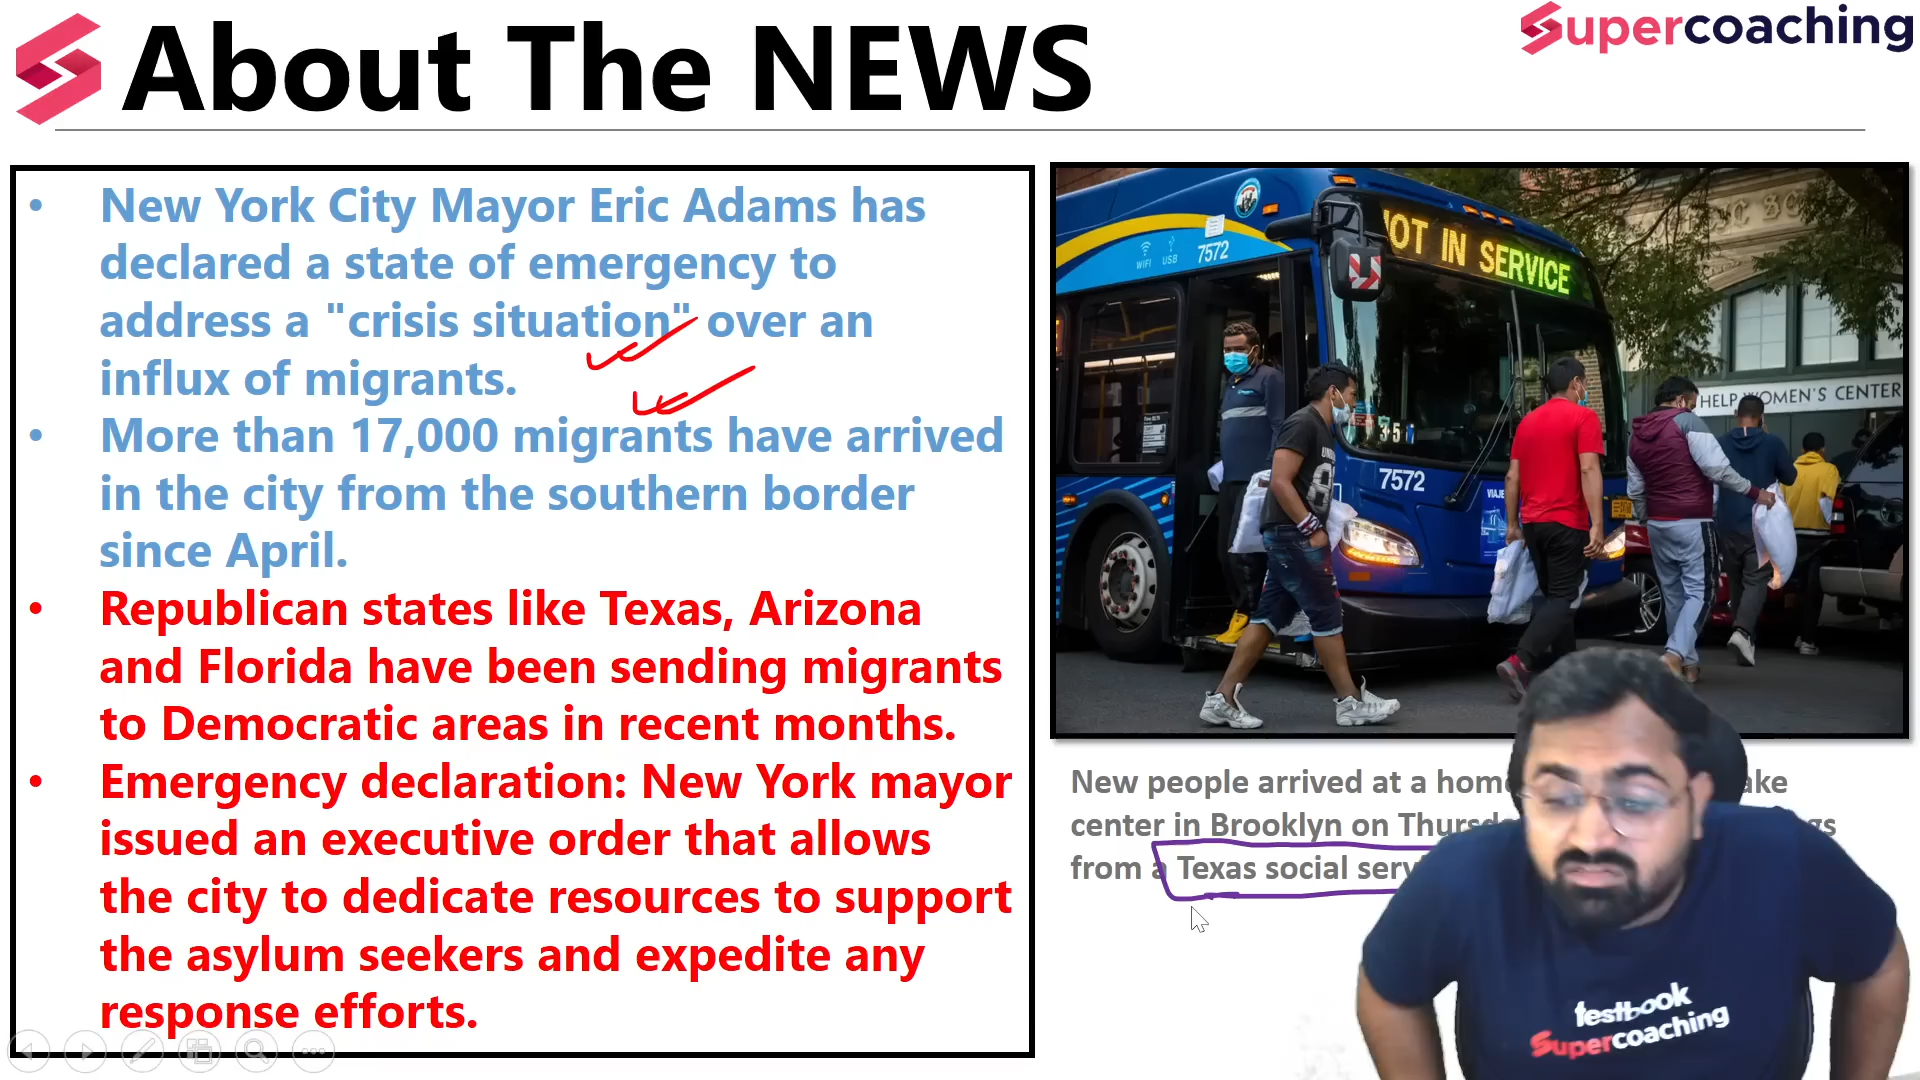 About The NEWS
Supercoaching
• New York City Mayor Eric Adams has
declared a state of emergency to
address a "crisis situation" over an
influx of migrants.
• More than 17,000 migrants have arrived
in the city from the southern border
since April.
• Republican states like Texas, Arizona
and Florida have been sending migrants
to Democratic areas in recent months.
• Emergency declaration: New York mayor
issued an executive order that allows
the city to dedicate resources to support
the asylum seekers and expedite any
response efforts.
OT IN SERVICE
7572
WIFI USB
7572
VIAJE
HELP WOMEN'S CENTER
New people arrived at a
center in Brooklyn on
from a Texas social
testbook
Supercoaching